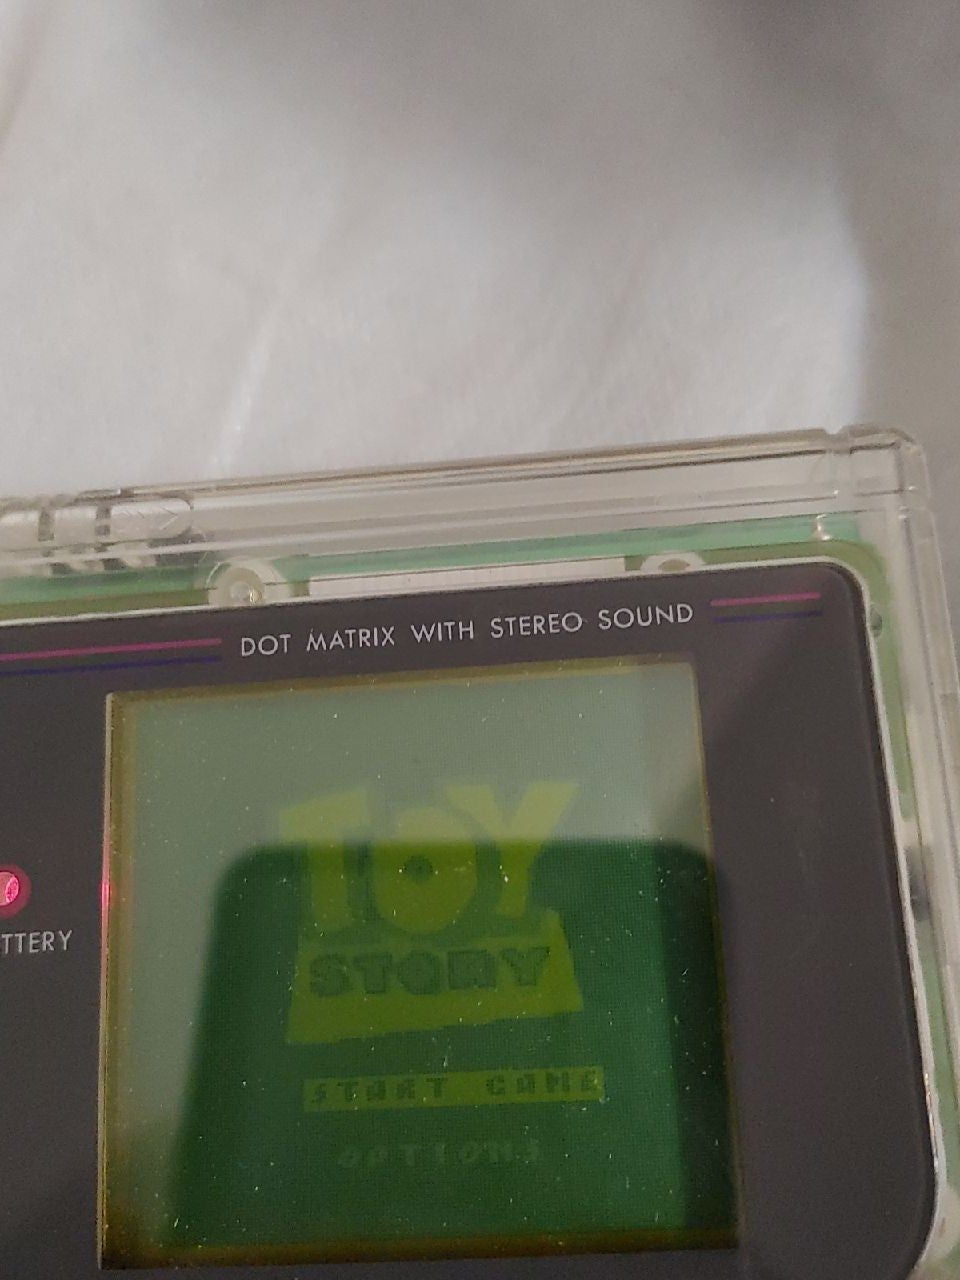 DOT MATRIX WITH STEREO SOUND
TTERY
TOY
STORY
START GAME
OPTIONS